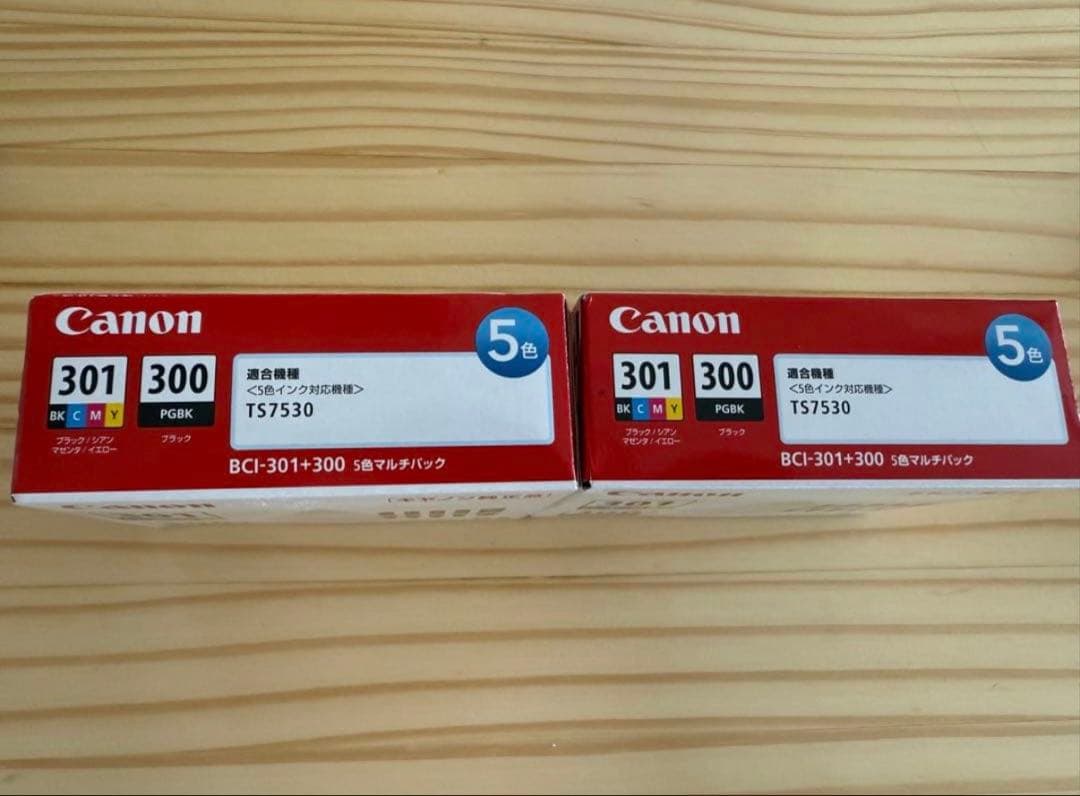 Canon
5色
301
300
BK C M Y
PGBK
ブラック/シアン
マゼンタ/イエロー
ブラック
適合機種
<5色インク対応機種>
TS7530
BCI-301+300 5色マルチパック
Canon
5色
301
300
BK C M Y
PGBK
ブラック/シアン
マゼンタ/イエロー
ブラック
適合機種
<5色インク対応機種>
TS7530
BCI-301+300 5色マルチパック
Canon
Canon
301